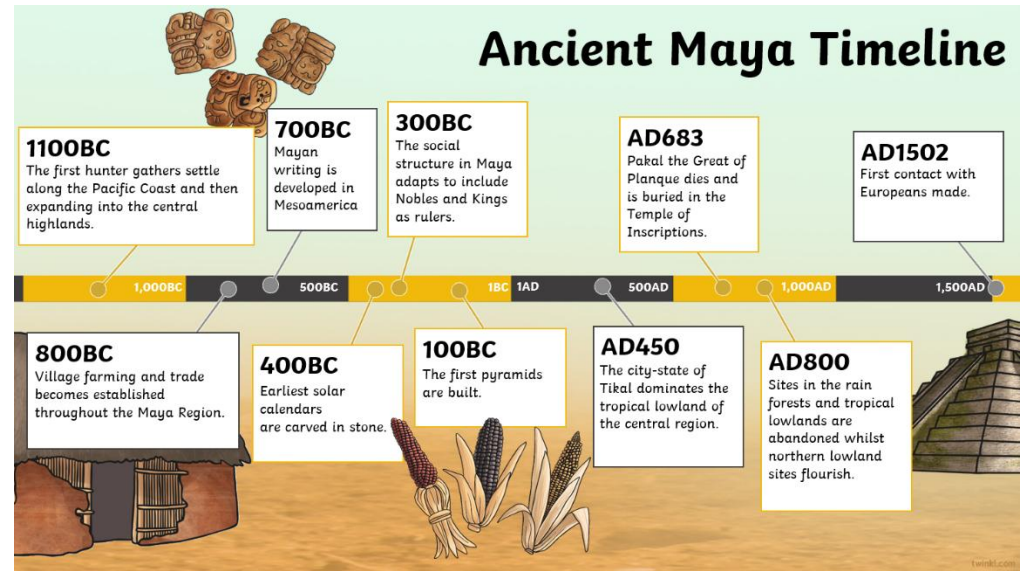 Ancient Maya Timeline
1100BC
The first hunter gathers settle
along the Pacific Coast and then
expanding into the central
highlands.
700BC
Mayan
writing is
developed in
Mesoamerica
300BC
The social
structure in Maya
adapts to include
Nobles and Kings
as rulers.
AD683
Pakal the Great of
Planque dies and
is buried in the
Temple of
Inscriptions.
AD1502
First contact with
Europeans made.
1,000BC
500BC
1BC
1AD
500AD
1,000AD
1,500AD
800BC
Village farming and trade
becomes established
throughout the Maya Region.
400BC
Earliest solar
calendars
are carved in stone.
100BC
The first pyramids
are built.
AD450
The city-state of
Tikal dominates the
tropical lowland of
the central region.
AD800
Sites in the rain
forests and tropical
lowlands are
abandoned whilst
northern lowland
sites flourish.
twinkl.com